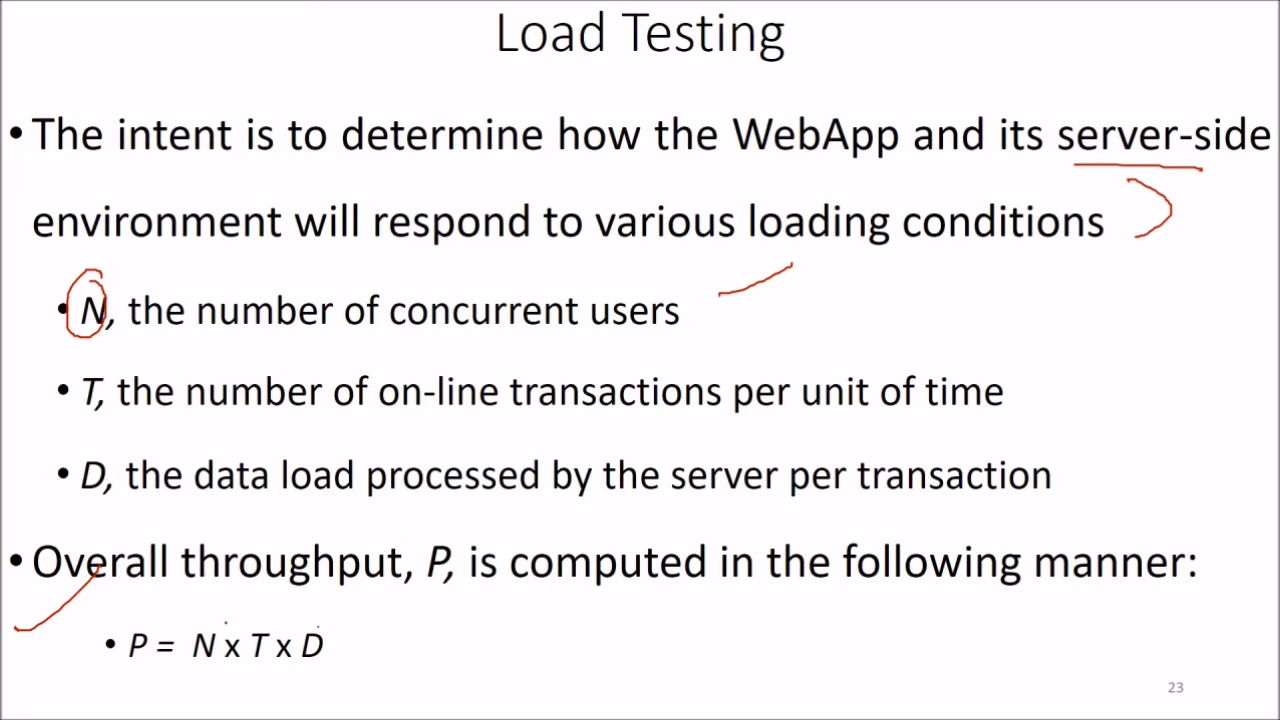 Load Testing
• The intent is to determine how the WebApp and its server-side
environment will respond to various loading conditions
• N, the number of concurrent users
• T, the number of on-line transactions per unit of time
• D, the data load processed by the server per transaction
• Overall throughput, P, is computed in the following manner:
• P = N x T x D
23